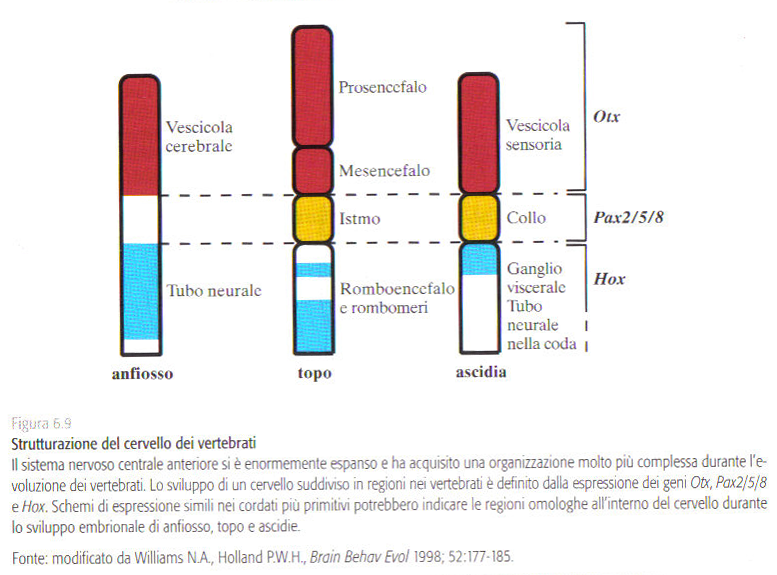 Prosencefalo
Otx
Vescicola
cerebrale
Vescicola
sensoria
Mesencefalo
Istmo
Collo
Pax2/5/8
Tubo neurale
Romboencefalo
e rombomeri
Ganglio
viscerale
Tubo
neurale
nella coda
Hox
anfiosso
topo
ascidia
Figura 6.9
Strutturazione del cervello dei vertebrati
Il sistema nervoso centrale anteriore si è enormemente espanso e ha acquisito una organizzazione molto più complessa durante l'e-
voluzione dei vertebrati. Lo sviluppo di un cervello suddiviso in regioni nei vertebrati è definito dalla espressione dei geni Otx, Pax2/5/8
e Hox. Schemi di espressione simili nei cordati più primitivi potrebbero indicare le regioni omologhe all'interno del cervello durante
lo sviluppo embrionale di anfiosso, topo e ascidie.
Fonte: modificato da Williams N.A., Holland P.W.H., Brain Behav Evol 1998; 52:177-185.